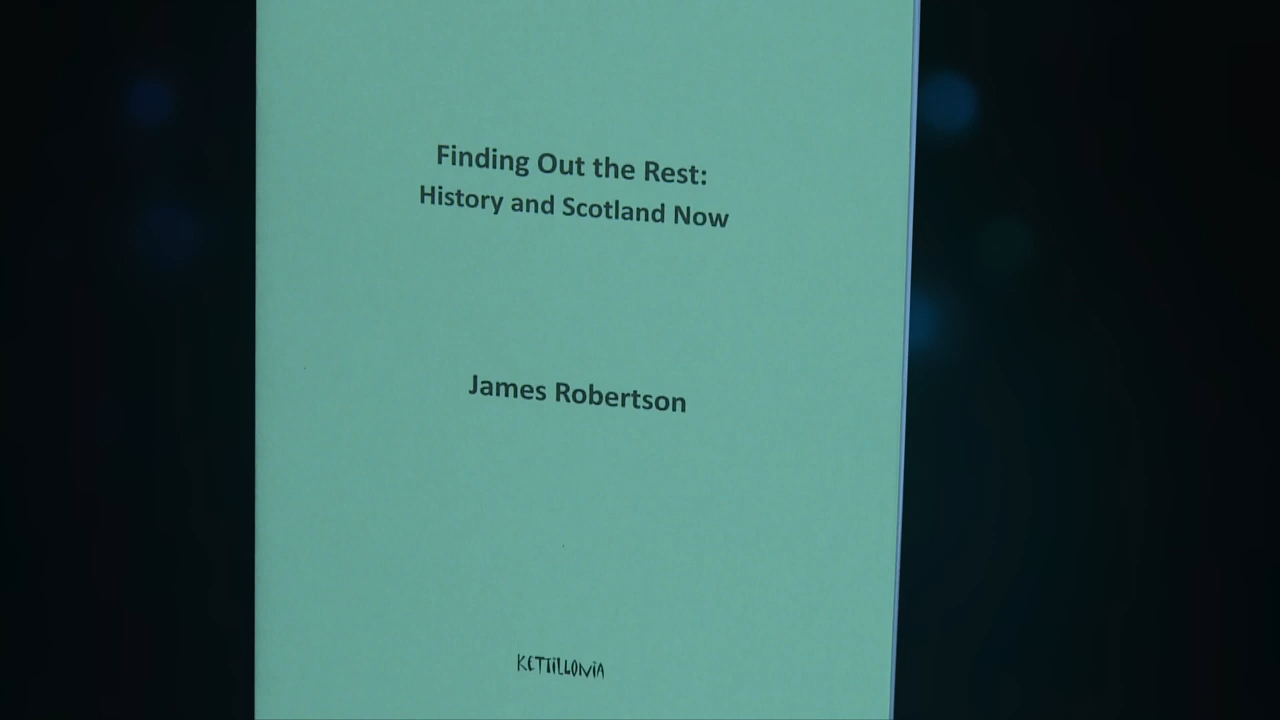 Finding Out the Rest:
History and Scotland Now
James Robertson
KETTILLONIA